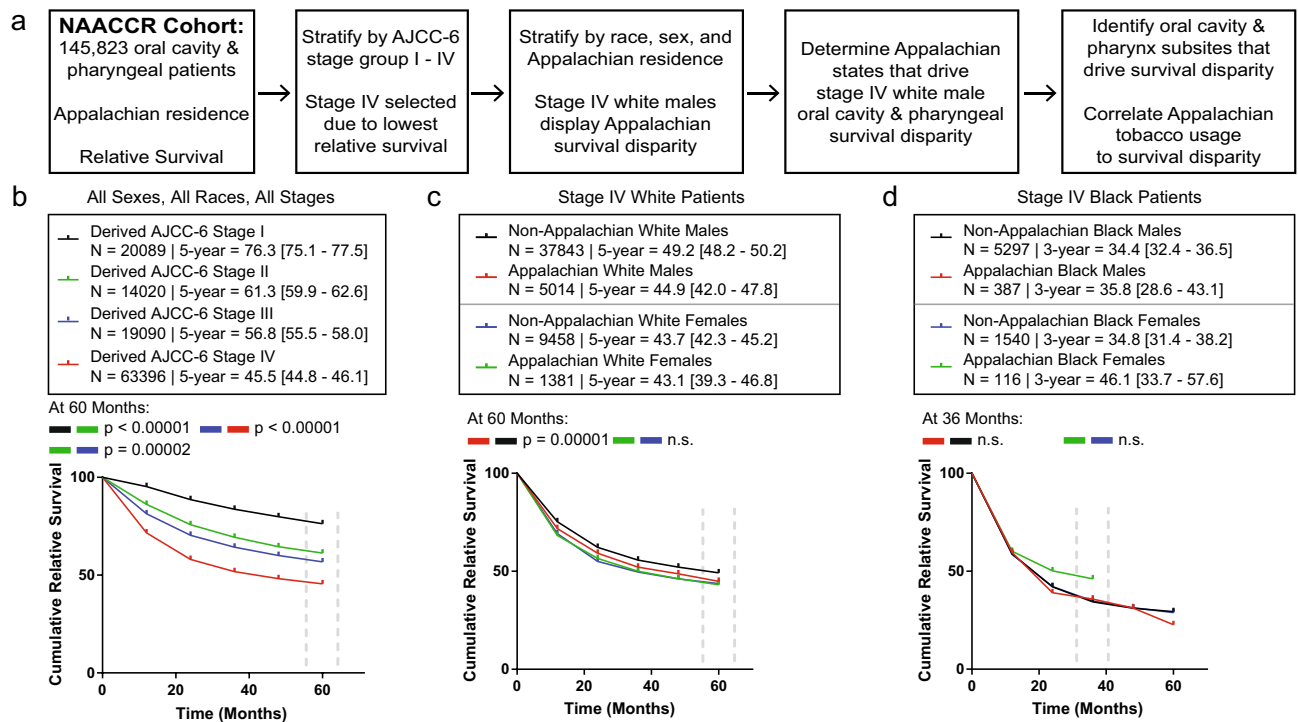 a
NAACCR Cohort:
145,823 oral cavity &
pharyngeal patients
Appalachian residence
Relative Survival
Stratify by AJCC-6
stage group I - IV
Stage IV selected
due to lowest
relative survival
Stratify by race, sex, and
Appalachian residence
Stage IV white males
display Appalachian
survival disparity
Determine Appalachian
states that drive
stage IV white male
oral cavity & pharyngeal
survival disparity
Identify oral cavity &
pharynx subsites that
drive survival disparity
Correlate Appalachian
tobacco usage
to survival disparity
b
All Sexes, All Races, All Stages
Derived AJCC-6 Stage I
N = 20089 | 5-year = 76.3 [75.1 - 77.5]
Derived AJCC-6 Stage II
N = 14020 | 5-year = 61.3 [59.9 - 62.6]
Derived AJCC-6 Stage III
N = 19090 | 5-year = 56.8 [55.5 - 58.0]
Derived AJCC-6 Stage IV
N = 63396 | 5-year = 45.5 [44.8 - 46.1]
At 60 Months:
p < 0.00001
p < 0.00001
p = 0.00002
Cumulative Relative Survival
100
50
0
0
20
40
60
Time (Months)
c
Stage IV White Patients
Non-Appalachian White Males
N = 37843 | 5-year = 49.2 [48.2 - 50.2]
Appalachian White Males
N = 5014 | 5-year = 44.9 [42.0 - 47.8]
Non-Appalachian White Females
N = 9458 | 5-year = 43.7 [42.3 - 45.2]
Appalachian White Females
N = 1381 | 5-year = 43.1 [39.3 - 46.8]
At 60 Months:
p = 0.00001
n.s.
Cumulative Relative Survival
100
50
0
0
20
40
60
Time (Months)
d
Stage IV Black Patients
Non-Appalachian Black Males
N = 5297 | 3-year = 34.4 [32.4 - 36.5]
Appalachian Black Males
N = 387 | 3-year = 35.8 [28.6 - 43.1]
Non-Appalachian Black Females
N = 1540 | 3-year = 34.8 [31.4 - 38.2]
Appalachian Black Females
N = 116 | 3-year = 46.1 [33.7 - 57.6]
At 36 Months:
n.s.
n.s.
Cumulative Relative Survival
100
50
0
0
20
40
60
Time (Months)